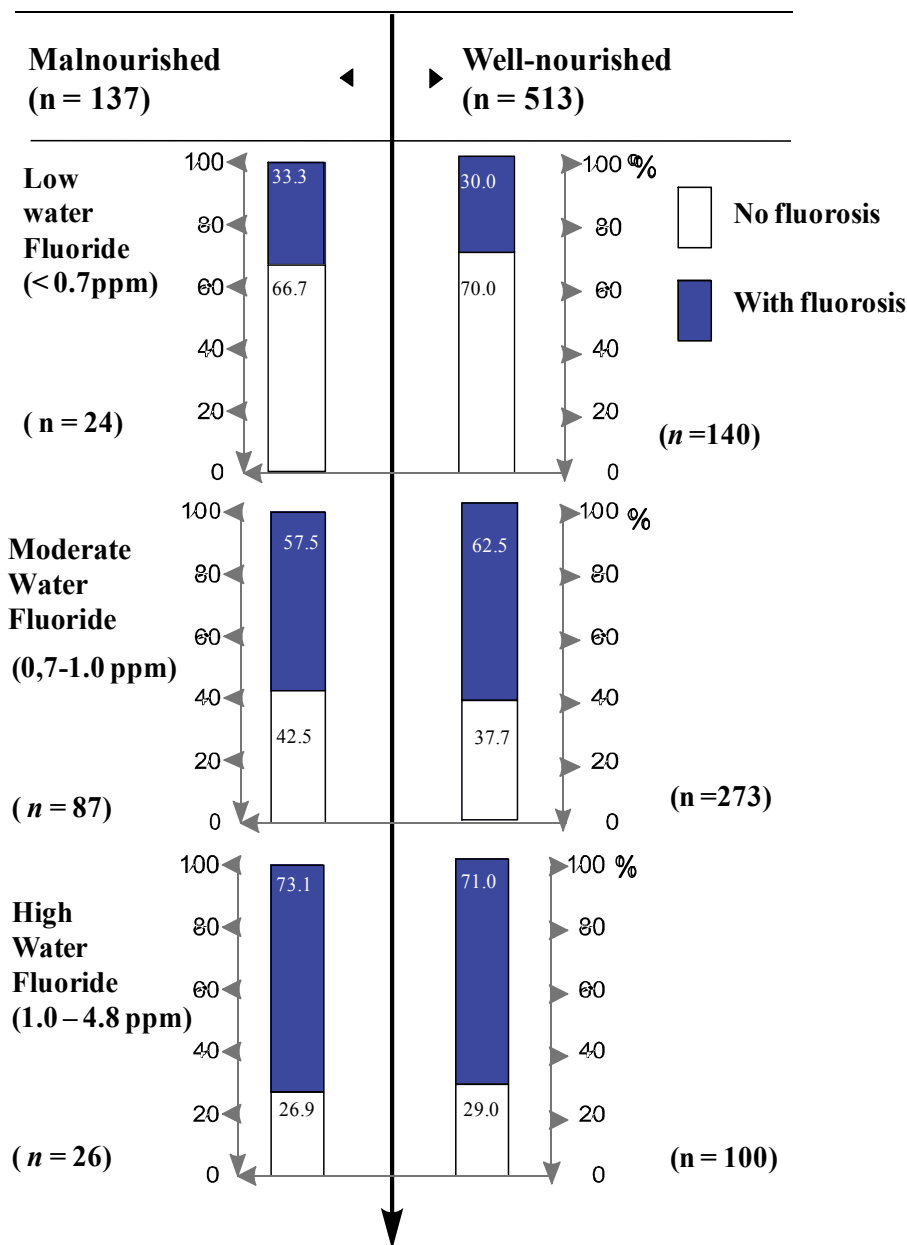 Malnourished
(n = 137)
Well-nourished
(n = 513)
Low
water
Fluoride
(< 0.7ppm)
( n = 24)
100
80
60
40
20
0
33.3
66.7
30.0
70.0
100 %
80
60
40
20
0
No fluorosis
With fluorosis
(n =140)
Moderate
Water
Fluoride
(0,7-1.0 ppm)
( n = 87)
100
80
60
40
20
0
57.5
42.5
62.5
37.7
100 %
80
60
40
20
0
(n =273)
High
Water
Fluoride
(1.0 – 4.8 ppm)
( n = 26)
100
80
60
40
20
0
73.1
26.9
71.0
29.0
100 %
80
60
40
20
0
(n = 100)